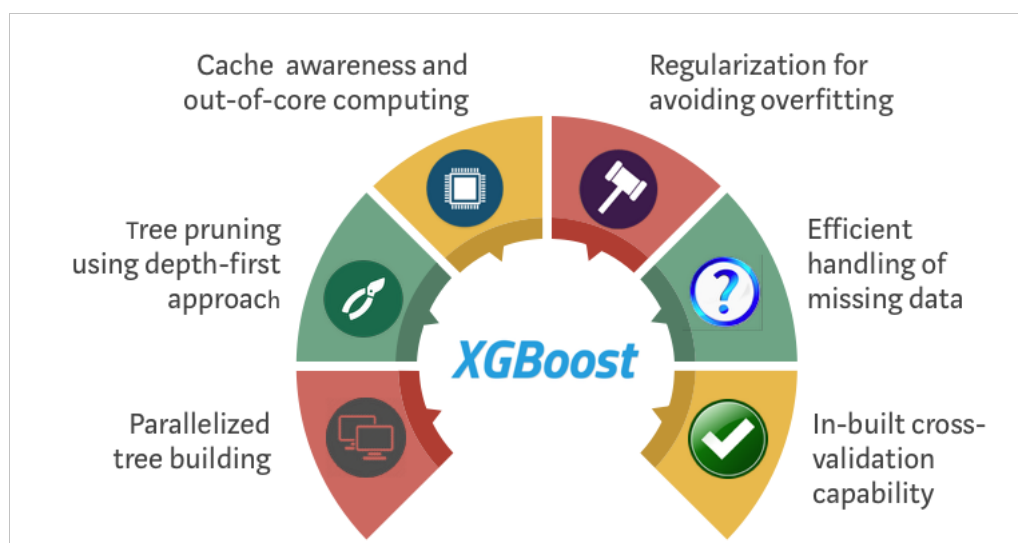 Cache awareness and
out-of-core computing
Regularization for
avoiding overfitting
Tree pruning
using depth-first
approach
Efficient
handling of
missing data
XGBoost
Parallelized
tree building
In-built cross-
validation
capability